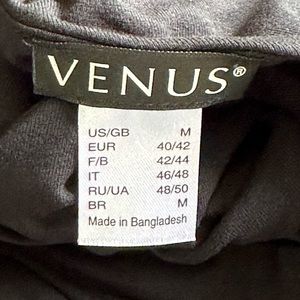 VENUS®
US/GB M
EUR 40/42
F/B 42/44
IT 46/48
RU/UA 48/50
BR M
Made in Bangladesh